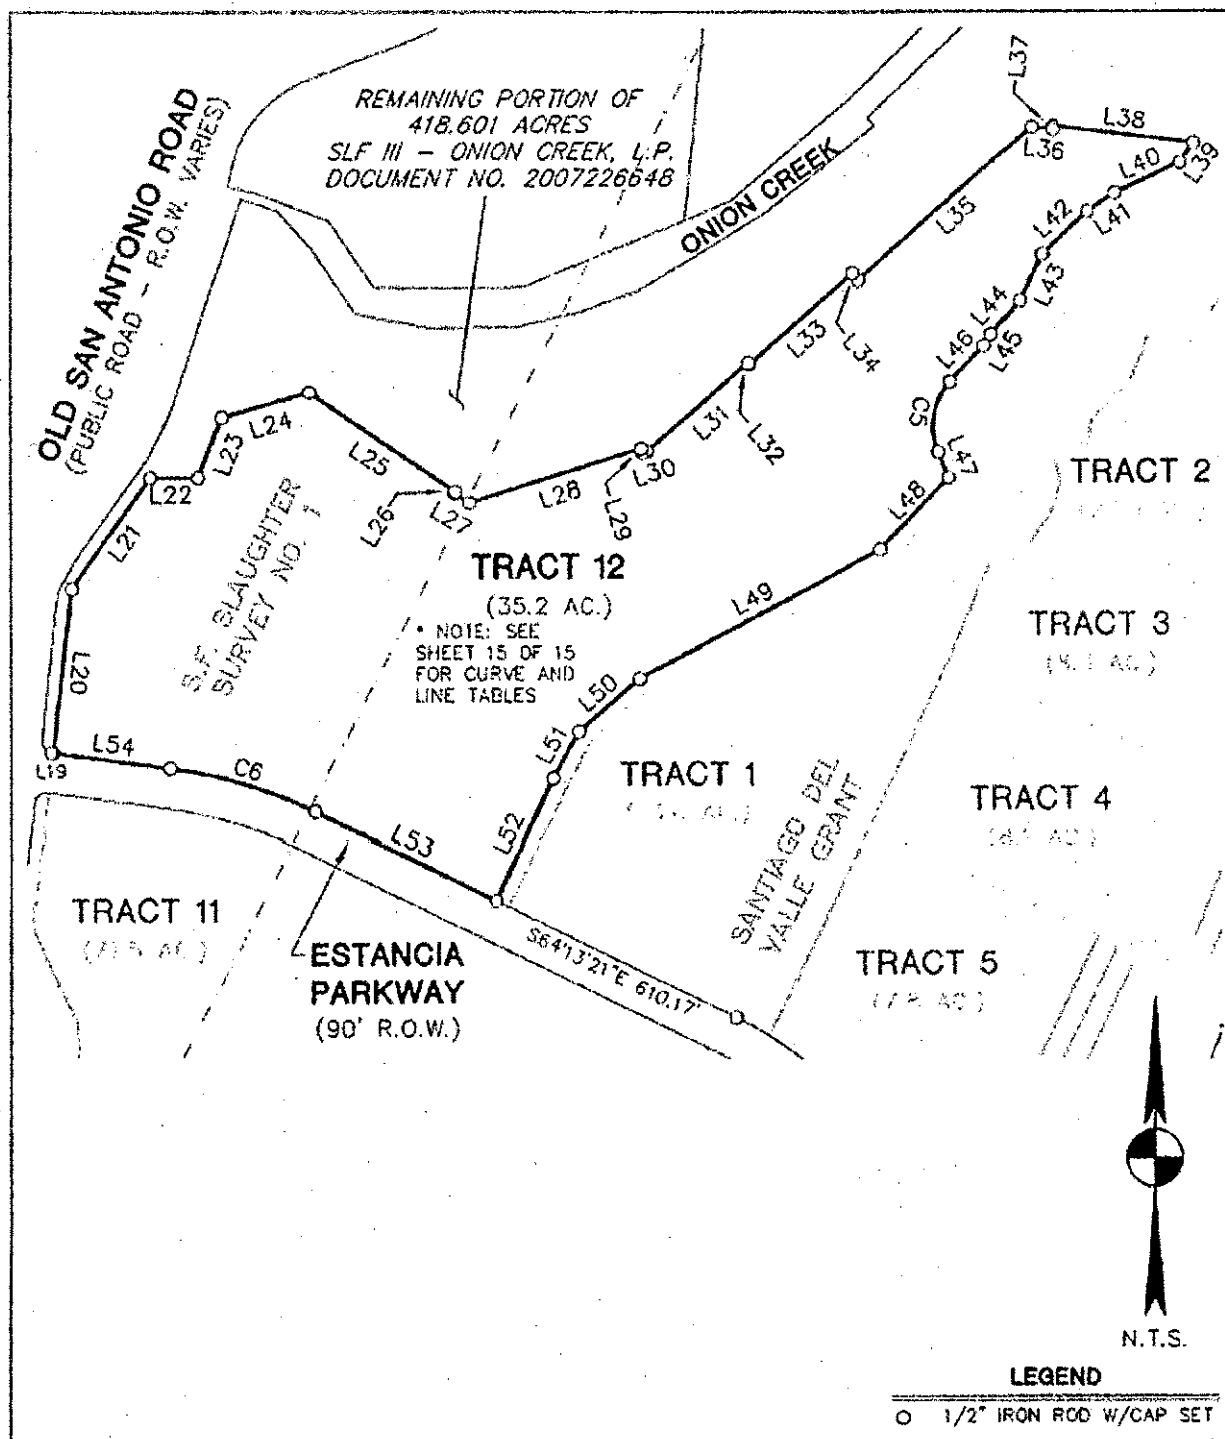 REMAINING PORTION OF
418.601 ACRES
SLF III – ONION CREEK, L.P.
DOCUMENT NO. 2007226648
OLD SAN ANTONIO ROAD
(PUBLIC ROAD – R.O.W. VARIES)
ONION CREEK
L37
L36
L38
L39
L40
L41
L42
L43
L35
L44
L45
L46
L33
L34
C5
L31
L32
L47
L48
L24
L23
L25
L22
L21
L26
L27
L28
L29
L30
S.F. SLAUGHTER
SURVEY NO. 1
TRACT 12
(35.2 AC.)
* NOTE: SEE
SHEET 15 OF 15
FOR CURVE AND
LINE TABLES
TRACT 2
L49
TRACT 3
L20
L50
L51
L19
L54
C6
L52
L53
TRACT 1
SANTIAGO DEL
VALLE GRANT
TRACT 4
TRACT 11
ESTANCIA
PARKWAY
(90' R.O.W.)
S64°13'21"E 610.17'
TRACT 5
N.T.S.
LEGEND
O 1/2" IRON ROD W/CAP SET